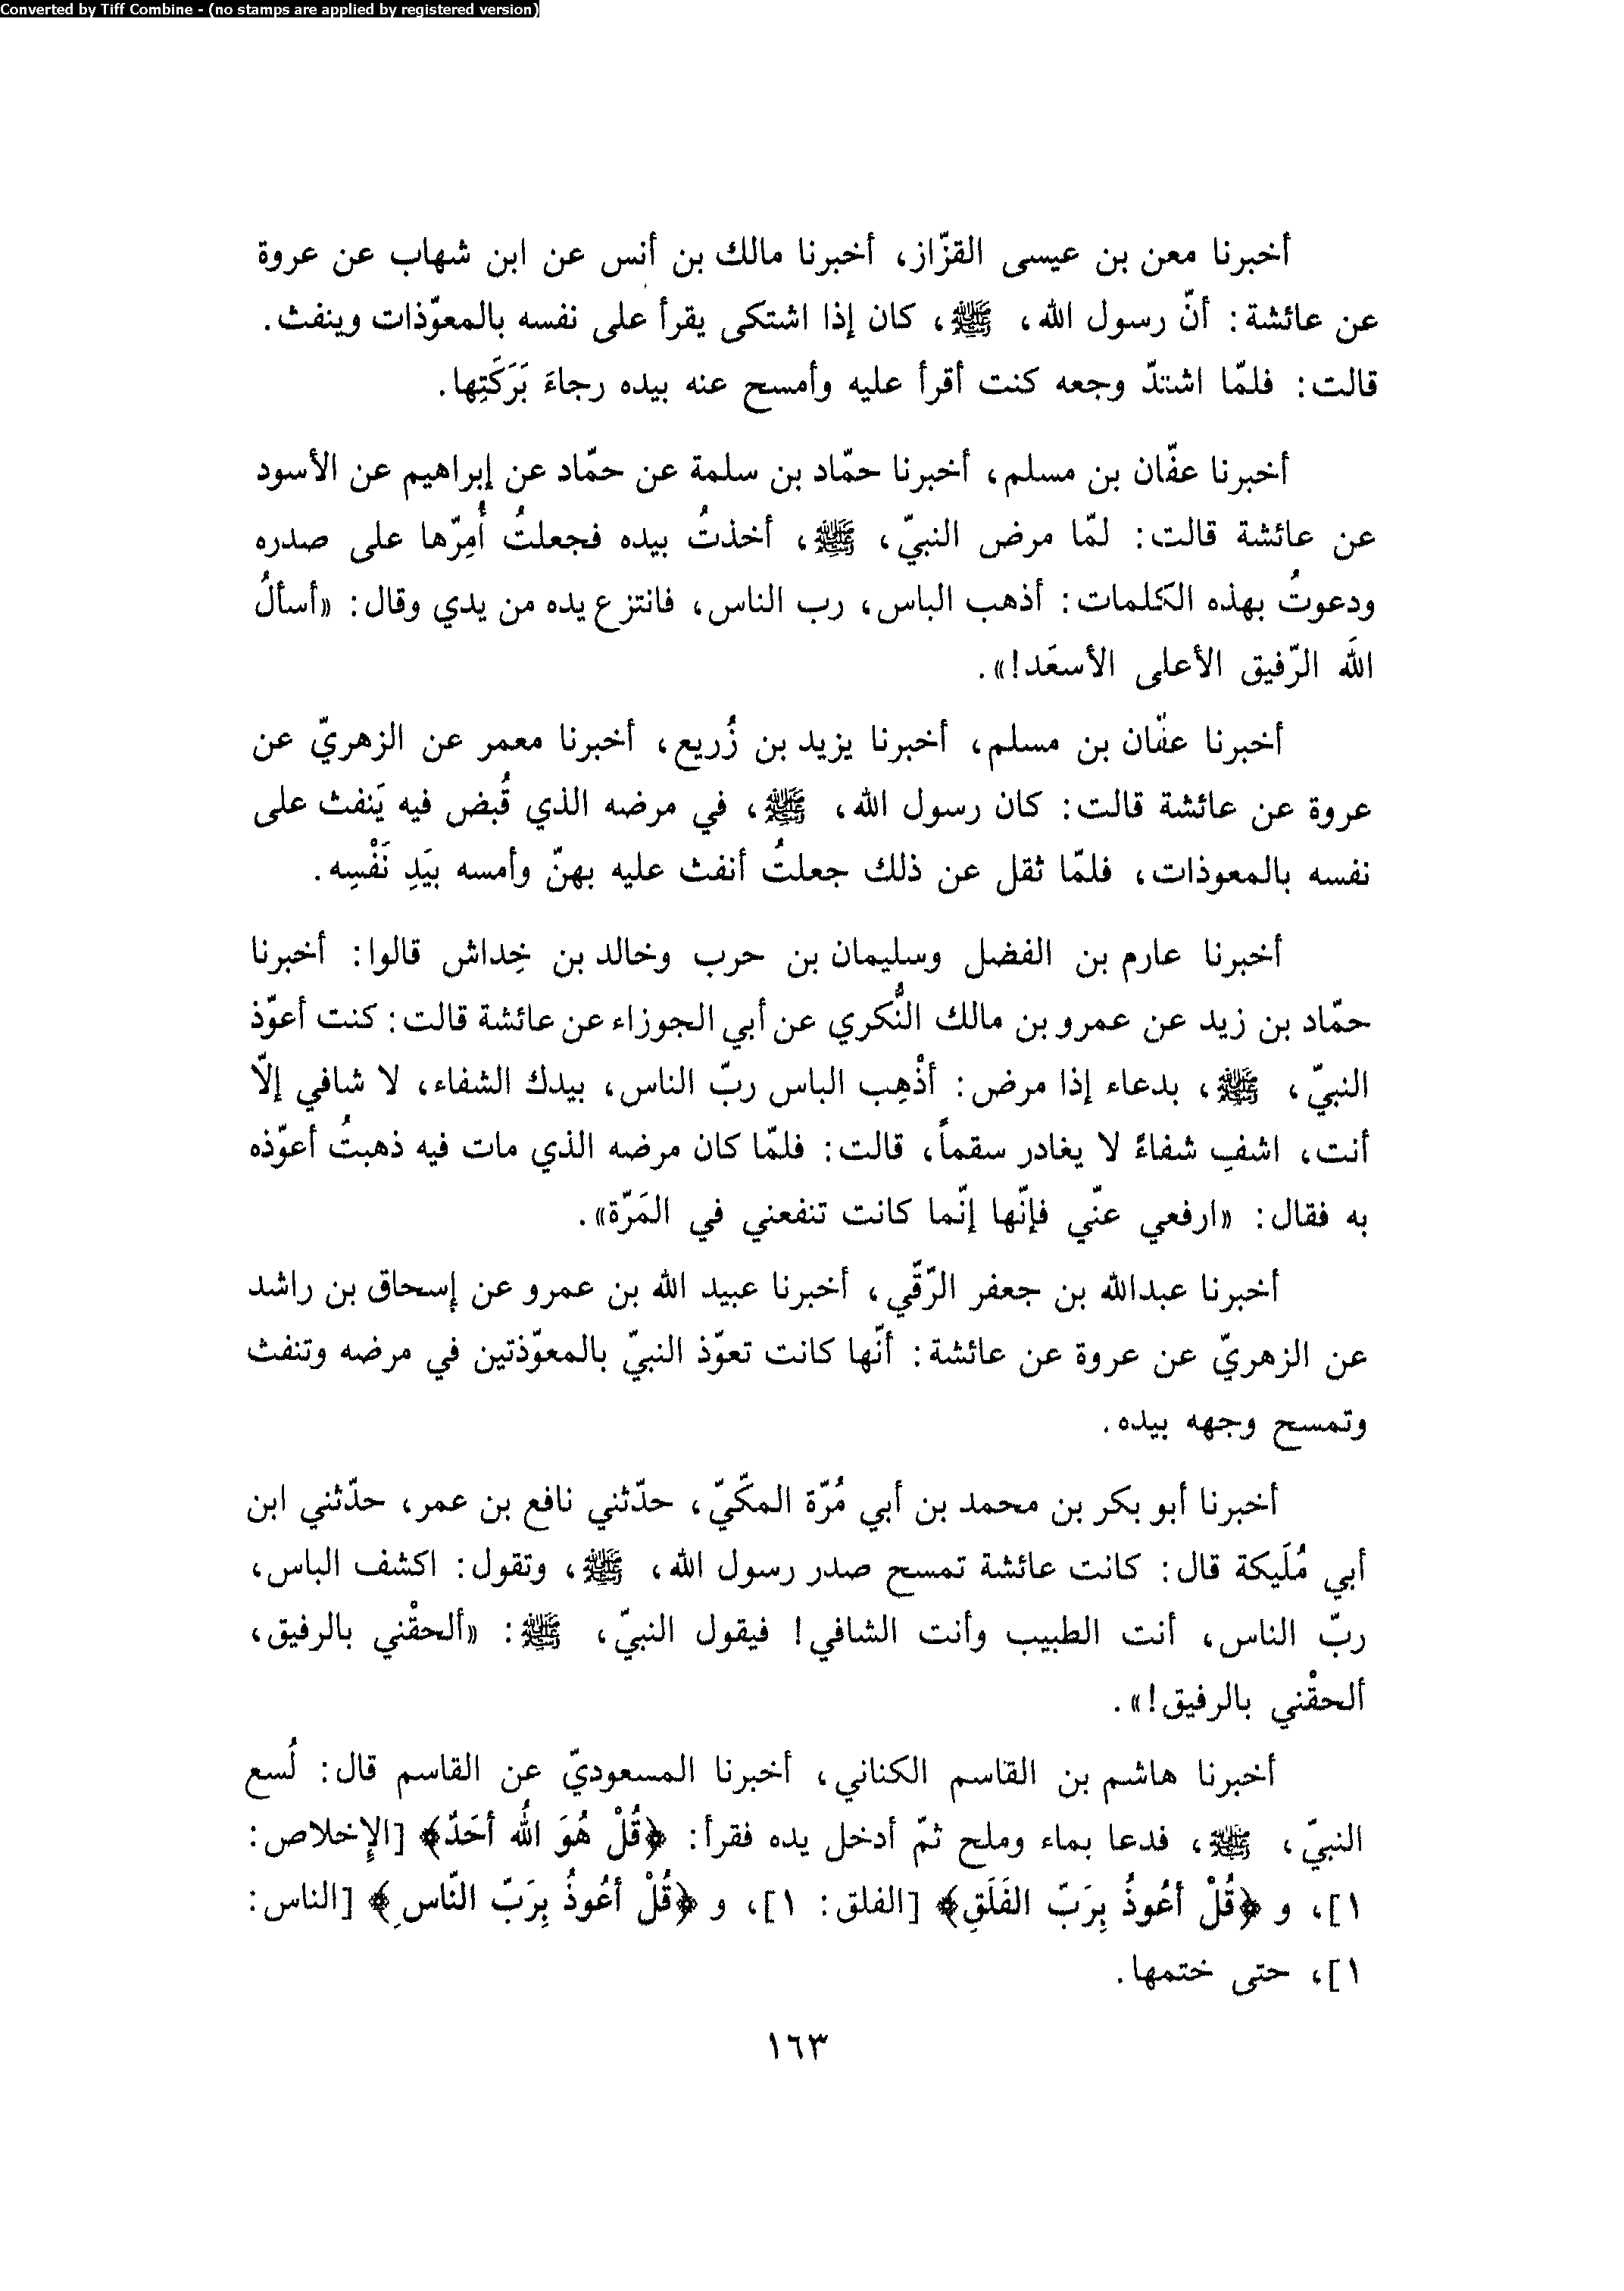 Converted by Tiff Combine - (no stamps are applied by registered version)
أخبرنا معن بن عيسى القزّاز، أخبرنا مالك بن أنس عن ابن شهاب عن عروة
عن عائشة: أنّ رسول الله، ﷺ، كان إذا اشتكى يقرأ على نفسه بالمعوّذات وينفث.
قالت: فلمّا اشتدّ وجعه كنت أقرأ عليه وأمسح عنه بيده رجاءَ بَرَكَتِها.
أخبرنا عفّان بن مسلم، أخبرنا حمّاد بن سلمة عن حمّاد عن إبراهيم عن الأسود
عن عائشة قالت: لمّا مرض النبيّ، ﷺ، أخذتُ بيده فجعلتُ أُمِرّها على صدره
ودعوتُ بهذه الكلمات: أذهب الباس، رب الناس، فانتزع يده من يدي وقال: «أسألُ
اللهَ الرّفيق الأعلى الأسعَد!».
أخبرنا عفّان بن مسلم، أخبرنا يزيد بن زُريع، أخبرنا معمر عن الزهريّ عن
عروة عن عائشة قالت: كان رسول الله، ﷺ، في مرضه الذي قُبض فيه يَنفث على
نفسه بالمعوذات، فلمّا ثقل عن ذلك جعلتُ أنفث عليه بهنّ وأمسه بيَدِ نَفْسِه.
أخبرنا عارم بن الفضل وسليمان بن حرب وخالد بن خِداش قالوا: أخبرنا
حمّاد بن زيد عن عمرو بن مالك النُّكري عن أبي الجوزاء عن عائشة قالت: كنت أعوّذ
النبيّ، ﷺ، بدعاء إذا مرض: أذْهِب الباس ربّ الناس، بيدك الشفاء، لا شافي إلّا
أنت، اشفِ شفاءً لا يغادر سقماً، قالت: فلمّا كان مرضه الذي مات فيه ذهبتُ أعوّذه
به فقال: «ارفعي عنّي فإنّها إنّما كانت تنفعني في المَرّة».
أخبرنا عبدالله بن جعفر الرّقّي، أخبرنا عبيد الله بن عمرو عن إسحاق بن راشد
عن الزهريّ عن عروة عن عائشة: أنّها كانت تعوّذ النبيّ بالمعوّذتين في مرضه وتنفث
وتمسح وجهه بيده.
أخبرنا أبو بكر بن محمد بن أبي مُرّة المكّيّ، حدّثني نافع بن عمر، حدّثني ابن
أبي مُلَيكة قال: كانت عائشة تمسح صدر رسول الله، ﷺ، وتقول: اكشف الباس،
ربّ الناس، أنت الطبيب وأنت الشافي! فيقول النبيّ، ﷺ: «ألحقْني بالرفيق،
ألحقْني بالرفيق!».
أخبرنا هاشم بن القاسم الكناني، أخبرنا المسعوديّ عن القاسم قال: لُسع
النبيّ، ﷺ، فدعا بماء وملح ثمّ أدخل يده فقرأ: ﴿قُلْ هُوَ اللهُ أحَدٌ﴾ [الإخلاص:
١]، و ﴿قُلْ أعُوذُ بِرَبّ الفَلَقِ﴾ [الفلق: ١]، و ﴿قُلْ أعُوذُ بِرَبّ النّاسِ﴾ [الناس:
١]، حتى ختمها.
١٦٣